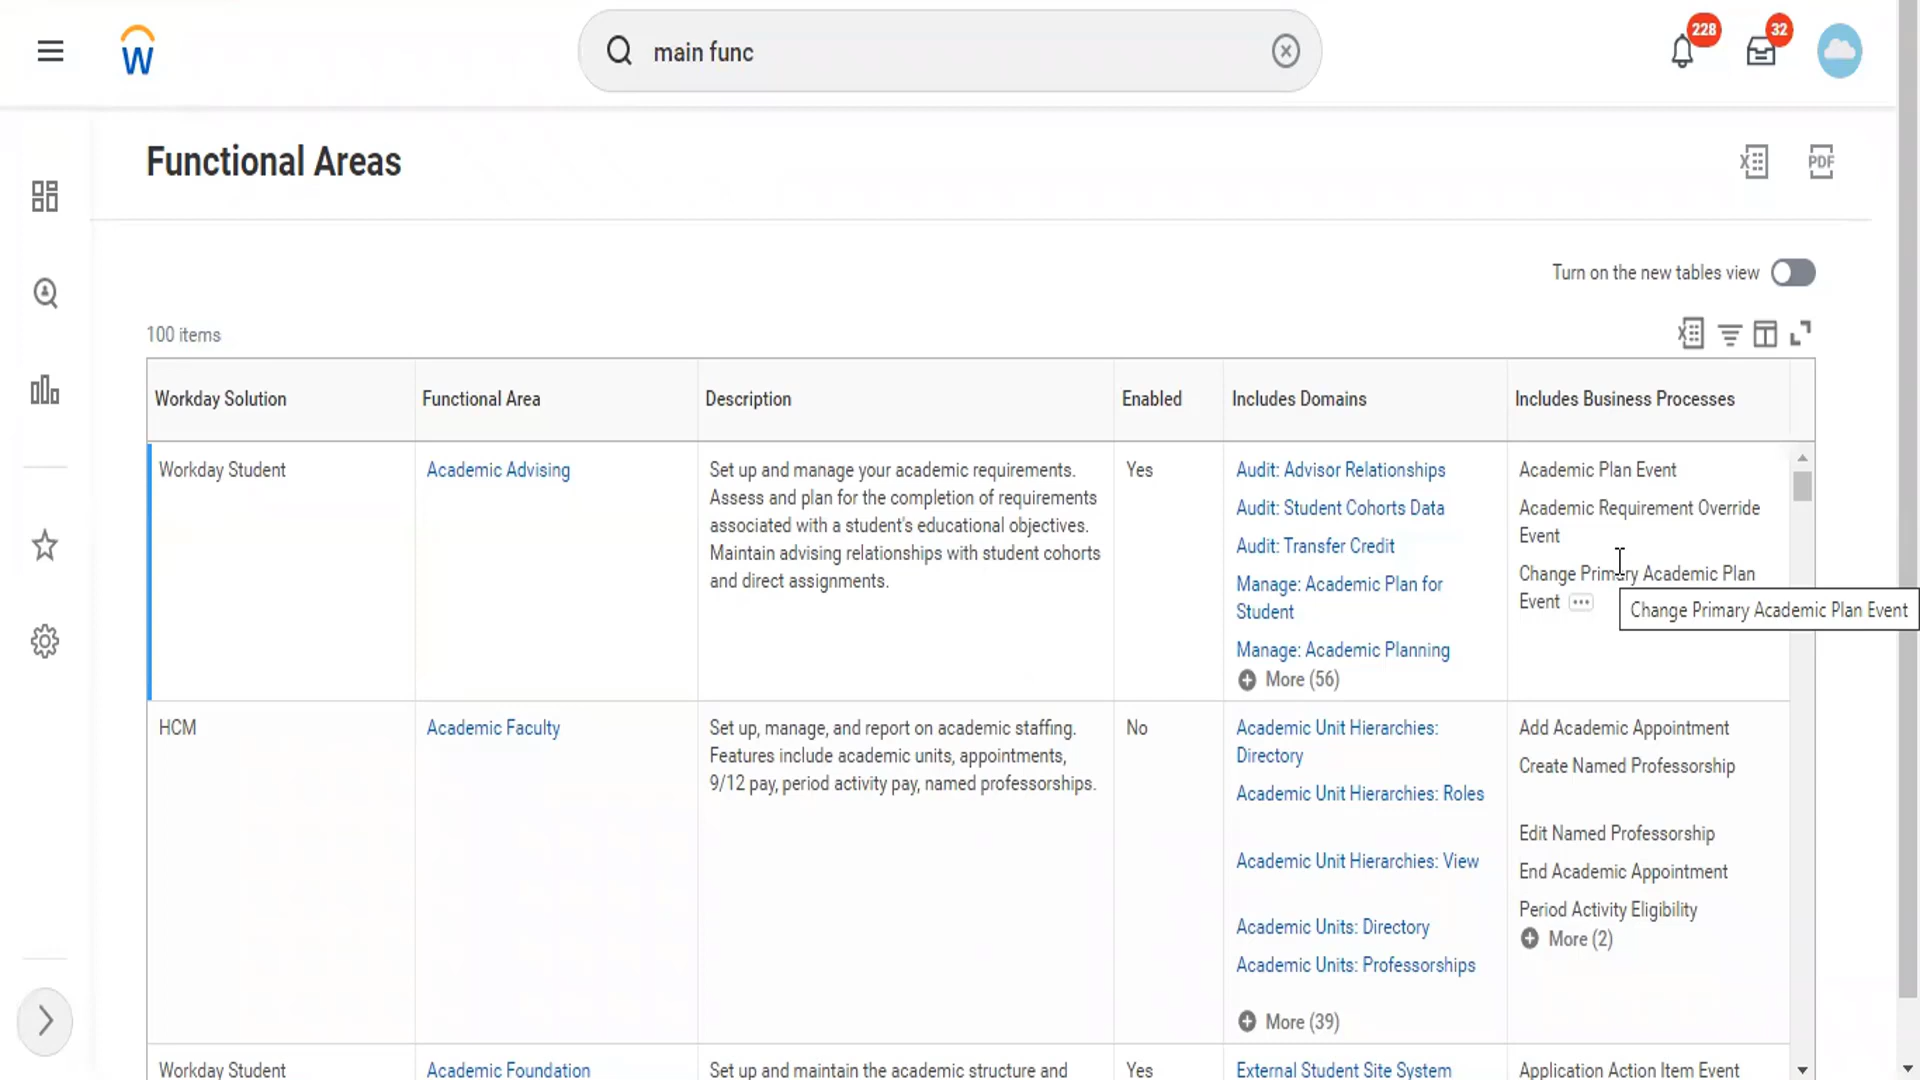 W
main func
228
32
Functional Areas
X
PDF
Turn on the new tables view
100 items
X
Workday Solution
Functional Area
Description
Enabled
Includes Domains
Includes Business Processes
Workday Student
Academic Advising
Set up and manage your academic requirements.
Assess and plan for the completion of requirements
associated with a student's educational objectives.
Maintain advising relationships with student cohorts
and direct assignments.
Yes
Audit: Advisor Relationships
Audit: Student Cohorts Data
Audit: Transfer Credit
Manage: Academic Plan for
Student
Manage: Academic Planning
More (56)
Academic Plan Event
Academic Requirement Override
Event
Change Primary Academic Plan
Event
Change Primary Academic Plan Event
HCM
Academic Faculty
Set up, manage, and report on academic staffing.
Features include academic units, appointments,
9/12 pay, period activity pay, named professorships.
No
Academic Unit Hierarchies:
Directory
Academic Unit Hierarchies: Roles
Academic Unit Hierarchies: View
Academic Units: Directory
Academic Units: Professorships
More (39)
Add Academic Appointment
Create Named Professorship
Edit Named Professorship
End Academic Appointment
Period Activity Eligibility
More (2)
Workday Student
Academic Foundation
Set up and maintain the academic structure and
Yes
External Student Site System
Application Action Item Event